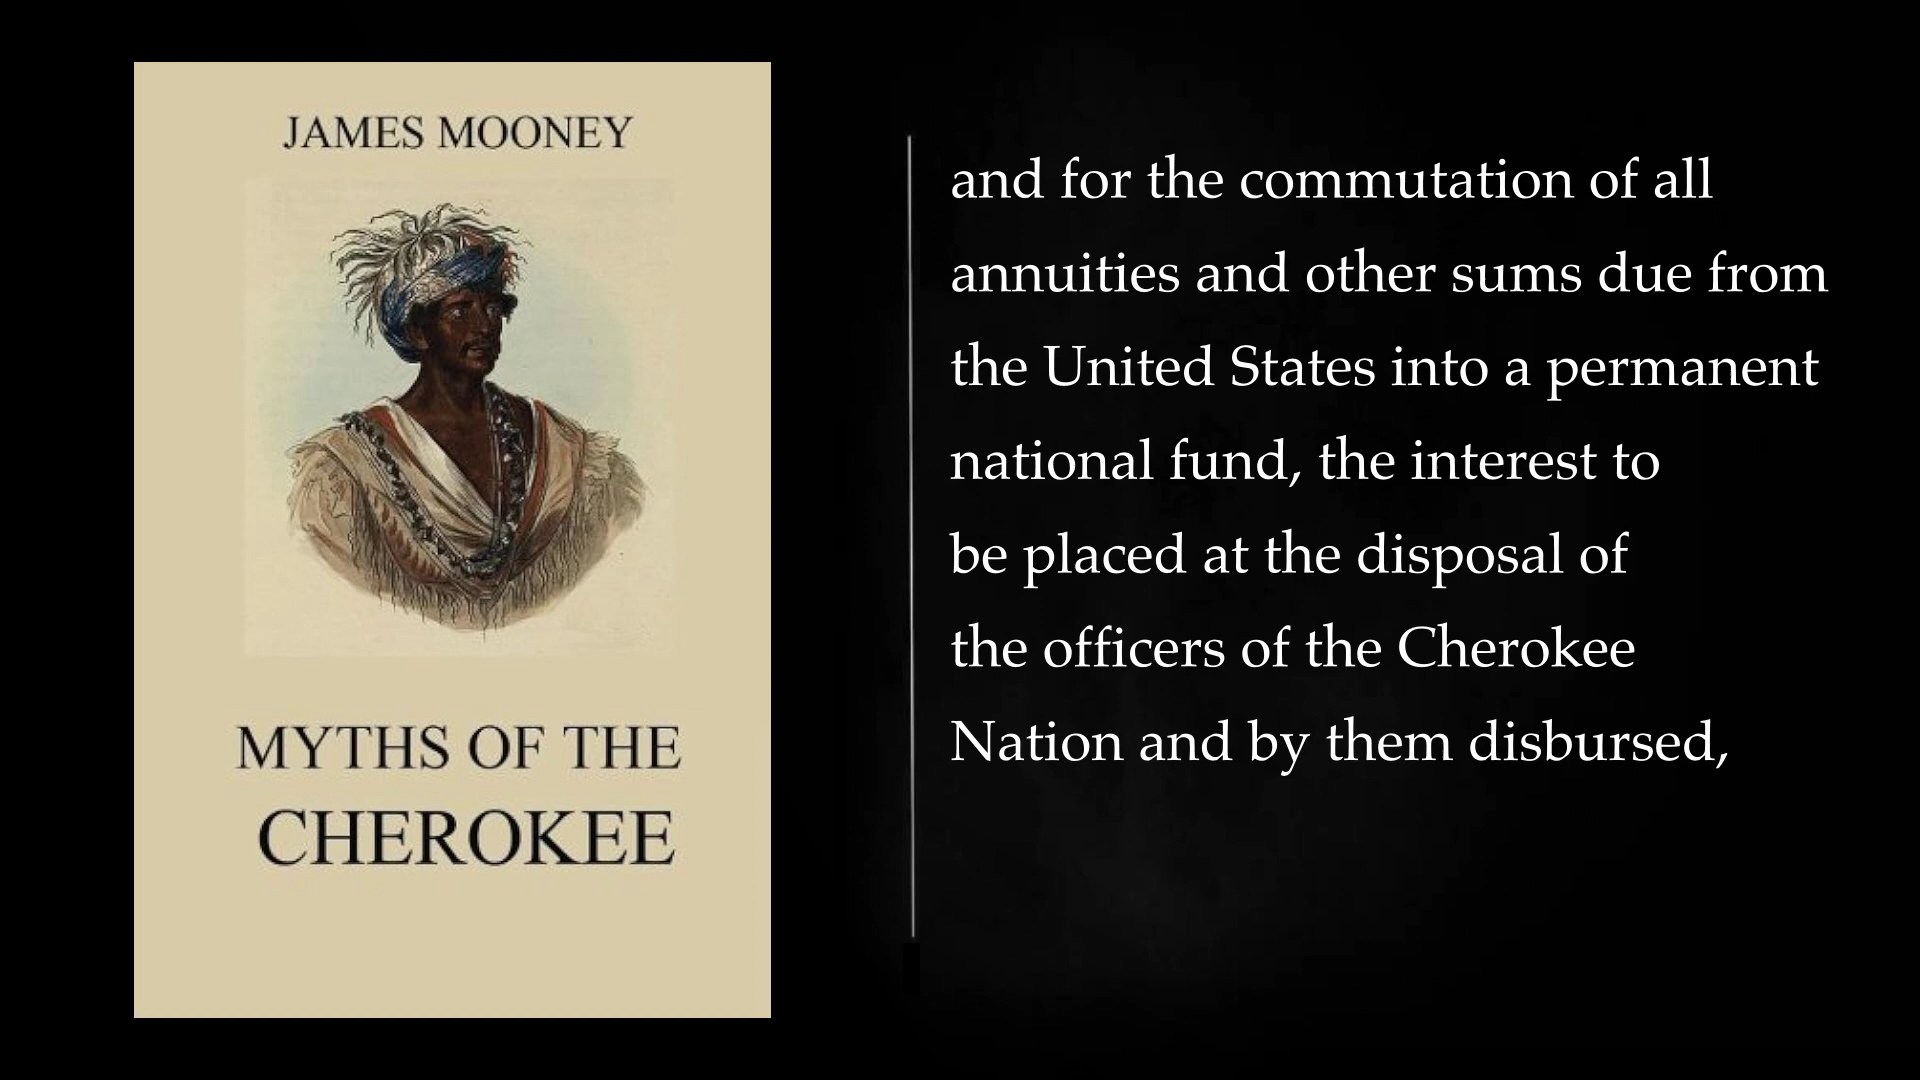 JAMES MOONEY
MYTHS OF THE
CHEROKEE
and for the commutation of all
annuities and other sums due from
the United States into a permanent
national fund, the interest to
be placed at the disposal of
the officers of the Cherokee
Nation and by them disbursed,